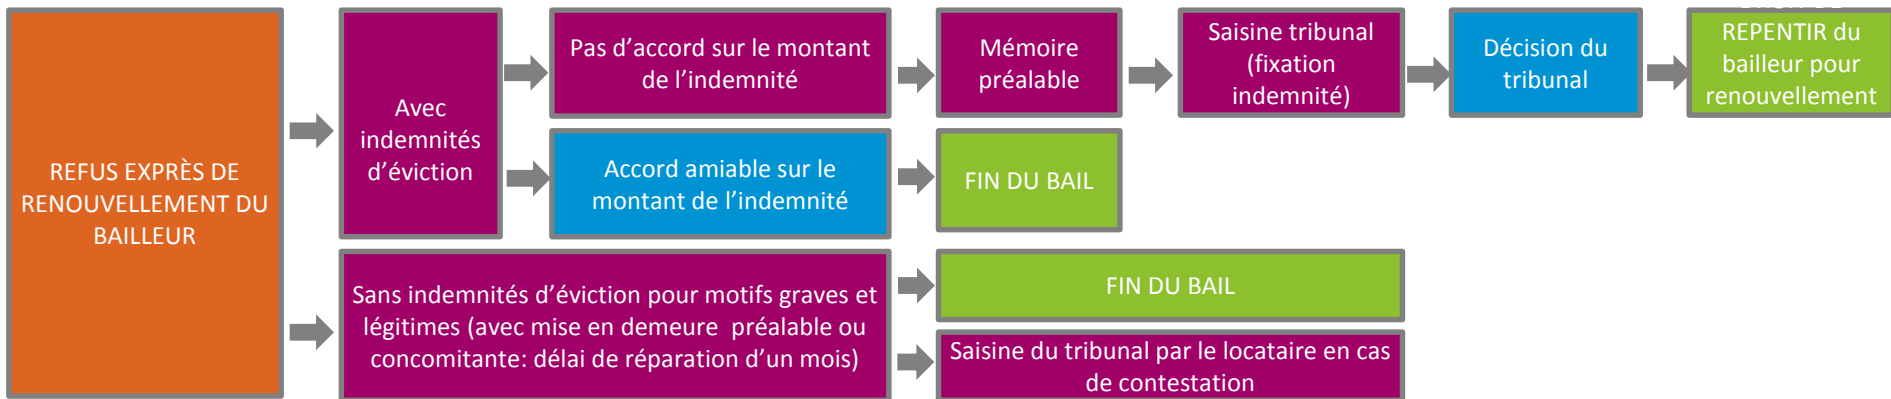 REFUS EXPRÈS DE
RENOUVELLEMENT DU
BAILLEUR
Avec
indemnités
d’éviction
Pas d’accord sur le montant
de l’indemnité
Mémoire
préalable
Saisine tribunal
(fixation
indemnité)
Décision du
tribunal
DROIT DE
REPENTIR du
bailleur pour
renouvellement
Accord amiable sur le
montant de l’indemnité
FIN DU BAIL
Sans indemnités d’éviction pour motifs graves et
légitimes (avec mise en demeure préalable ou
concomitante: délai de réparation d’un mois)
FIN DU BAIL
Saisine du tribunal par le locataire en cas
de contestation